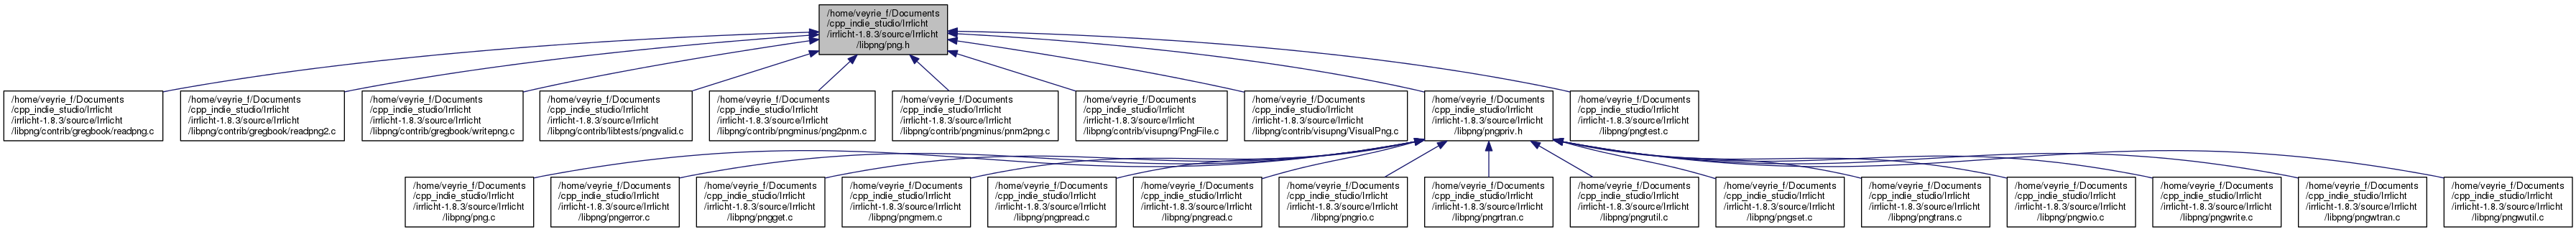 /home/veyrie_f/Documents
/cpp_indie_studio/Irrlicht
/irrlicht-1.8.3/source/Irrlicht
/libpng/png.h
/home/veyrie_f/Documents
/cpp_indie_studio/Irrlicht
/irrlicht-1.8.3/source/Irrlicht
/libpng/contrib/gregbook/readpng.c
/home/veyrie_f/Documents
/cpp_indie_studio/Irrlicht
/irrlicht-1.8.3/source/Irrlicht
/libpng/contrib/gregbook/readpng2.c
/home/veyrie_f/Documents
/cpp_indie_studio/Irrlicht
/irrlicht-1.8.3/source/Irrlicht
/libpng/contrib/gregbook/writepng.c
/home/veyrie_f/Documents
/cpp_indie_studio/Irrlicht
/irrlicht-1.8.3/source/Irrlicht
/libpng/contrib/libtests/pngvalid.c
/home/veyrie_f/Documents
/cpp_indie_studio/Irrlicht
/irrlicht-1.8.3/source/Irrlicht
/libpng/contrib/pngminus/png2pnm.c
/home/veyrie_f/Documents
/cpp_indie_studio/Irrlicht
/irrlicht-1.8.3/source/Irrlicht
/libpng/contrib/pngminus/pnm2png.c
/home/veyrie_f/Documents
/cpp_indie_studio/Irrlicht
/irrlicht-1.8.3/source/Irrlicht
/libpng/contrib/visupng/PngFile.c
/home/veyrie_f/Documents
/cpp_indie_studio/Irrlicht
/irrlicht-1.8.3/source/Irrlicht
/libpng/contrib/visupng/VisualPng.c
/home/veyrie_f/Documents
/cpp_indie_studio/Irrlicht
/irrlicht-1.8.3/source/Irrlicht
/libpng/pngpriv.h
/home/veyrie_f/Documents
/cpp_indie_studio/Irrlicht
/irrlicht-1.8.3/source/Irrlicht
/libpng/pngtest.c
/home/veyrie_f/Documents
/cpp_indie_studio/Irrlicht
/irrlicht-1.8.3/source/Irrlicht
/libpng/png.c
/home/veyrie_f/Documents
/cpp_indie_studio/Irrlicht
/irrlicht-1.8.3/source/Irrlicht
/libpng/pngerror.c
/home/veyrie_f/Documents
/cpp_indie_studio/Irrlicht
/irrlicht-1.8.3/source/Irrlicht
/libpng/pngget.c
/home/veyrie_f/Documents
/cpp_indie_studio/Irrlicht
/irrlicht-1.8.3/source/Irrlicht
/libpng/pngmem.c
/home/veyrie_f/Documents
/cpp_indie_studio/Irrlicht
/irrlicht-1.8.3/source/Irrlicht
/libpng/pngpread.c
/home/veyrie_f/Documents
/cpp_indie_studio/Irrlicht
/irrlicht-1.8.3/source/Irrlicht
/libpng/pngread.c
/home/veyrie_f/Documents
/cpp_indie_studio/Irrlicht
/irrlicht-1.8.3/source/Irrlicht
/libpng/pngrio.c
/home/veyrie_f/Documents
/cpp_indie_studio/Irrlicht
/irrlicht-1.8.3/source/Irrlicht
/libpng/pngrtran.c
/home/veyrie_f/Documents
/cpp_indie_studio/Irrlicht
/irrlicht-1.8.3/source/Irrlicht
/libpng/pngrutil.c
/home/veyrie_f/Documents
/cpp_indie_studio/Irrlicht
/irrlicht-1.8.3/source/Irrlicht
/libpng/pngset.c
/home/veyrie_f/Documents
/cpp_indie_studio/Irrlicht
/irrlicht-1.8.3/source/Irrlicht
/libpng/pngtrans.c
/home/veyrie_f/Documents
/cpp_indie_studio/Irrlicht
/irrlicht-1.8.3/source/Irrlicht
/libpng/pngwio.c
/home/veyrie_f/Documents
/cpp_indie_studio/Irrlicht
/irrlicht-1.8.3/source/Irrlicht
/libpng/pngwrite.c
/home/veyrie_f/Documents
/cpp_indie_studio/Irrlicht
/irrlicht-1.8.3/source/Irrlicht
/libpng/pngwtran.c
/home/veyrie_f/Documents
/cpp_indie_studio/Irrlicht
/irrlicht-1.8.3/source/Irrlicht
/libpng/pngwutil.c